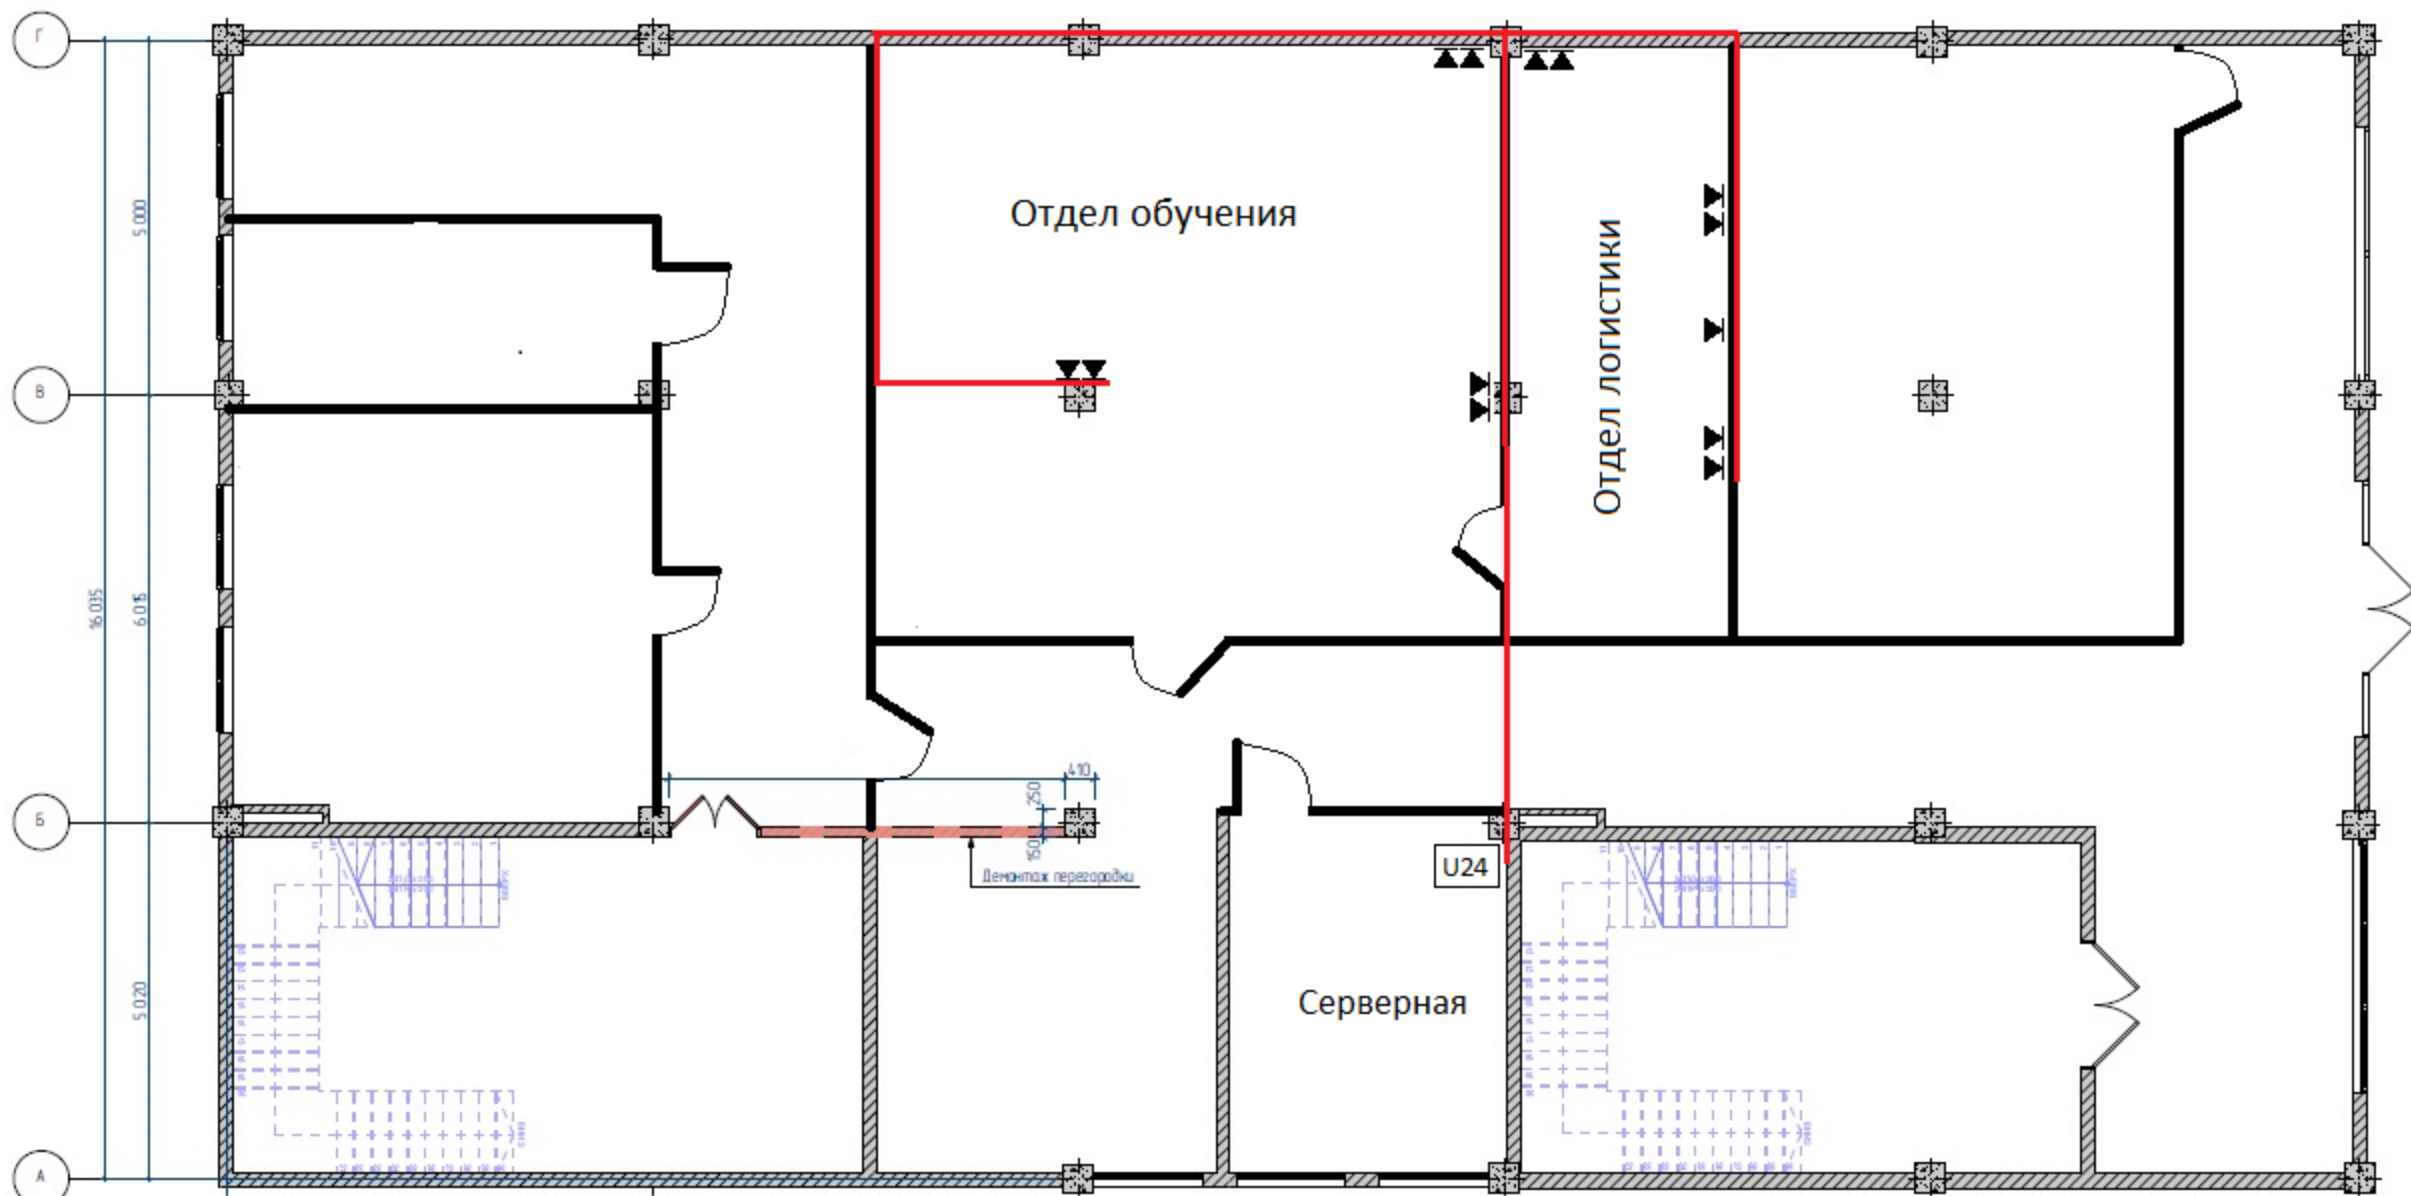 Г
5 000
Отдел обучения
Отдел логистики
В
16 035
6 015
410
250
Б
150
Демонтаж перегородки
U24
5 020
Серверная
А